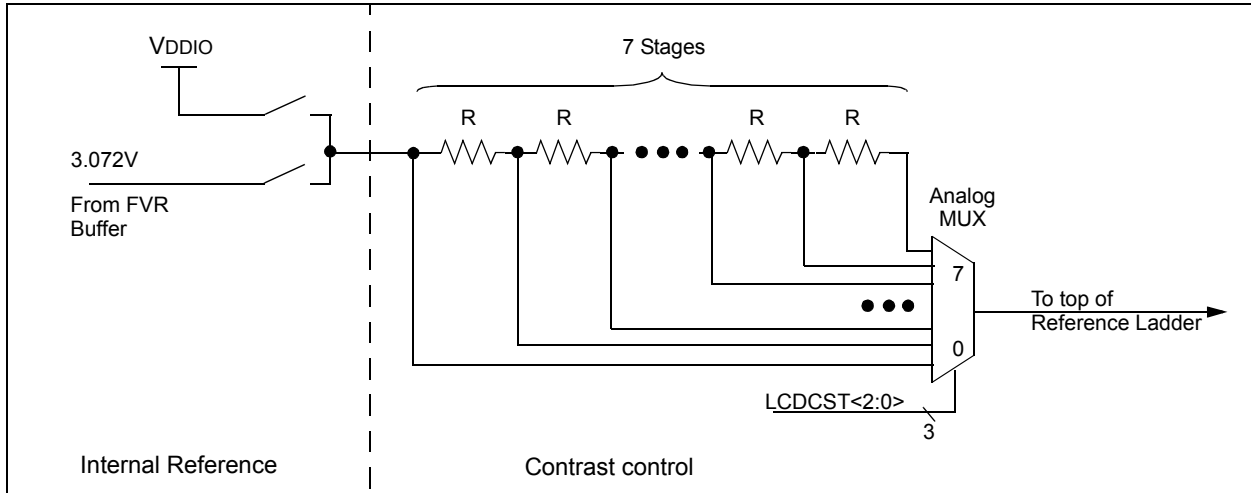 VDDIO
7 Stages
R
R
R
R
3.072V
From FVR
Buffer
Analog
MUX
7
0
To top of
Reference Ladder
LCDCST<2:0>
3
Internal Reference
Contrast control